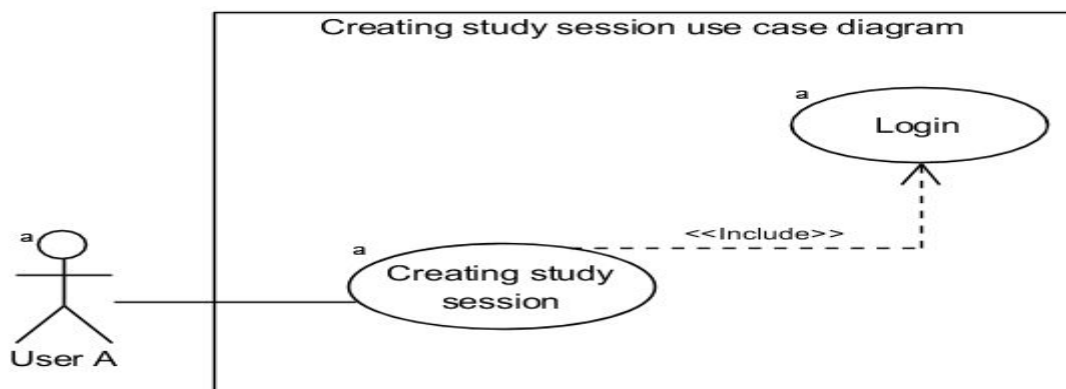 Creating study session use case diagram
a
Login
<<Include>>
a
a
Creating study
session
User A